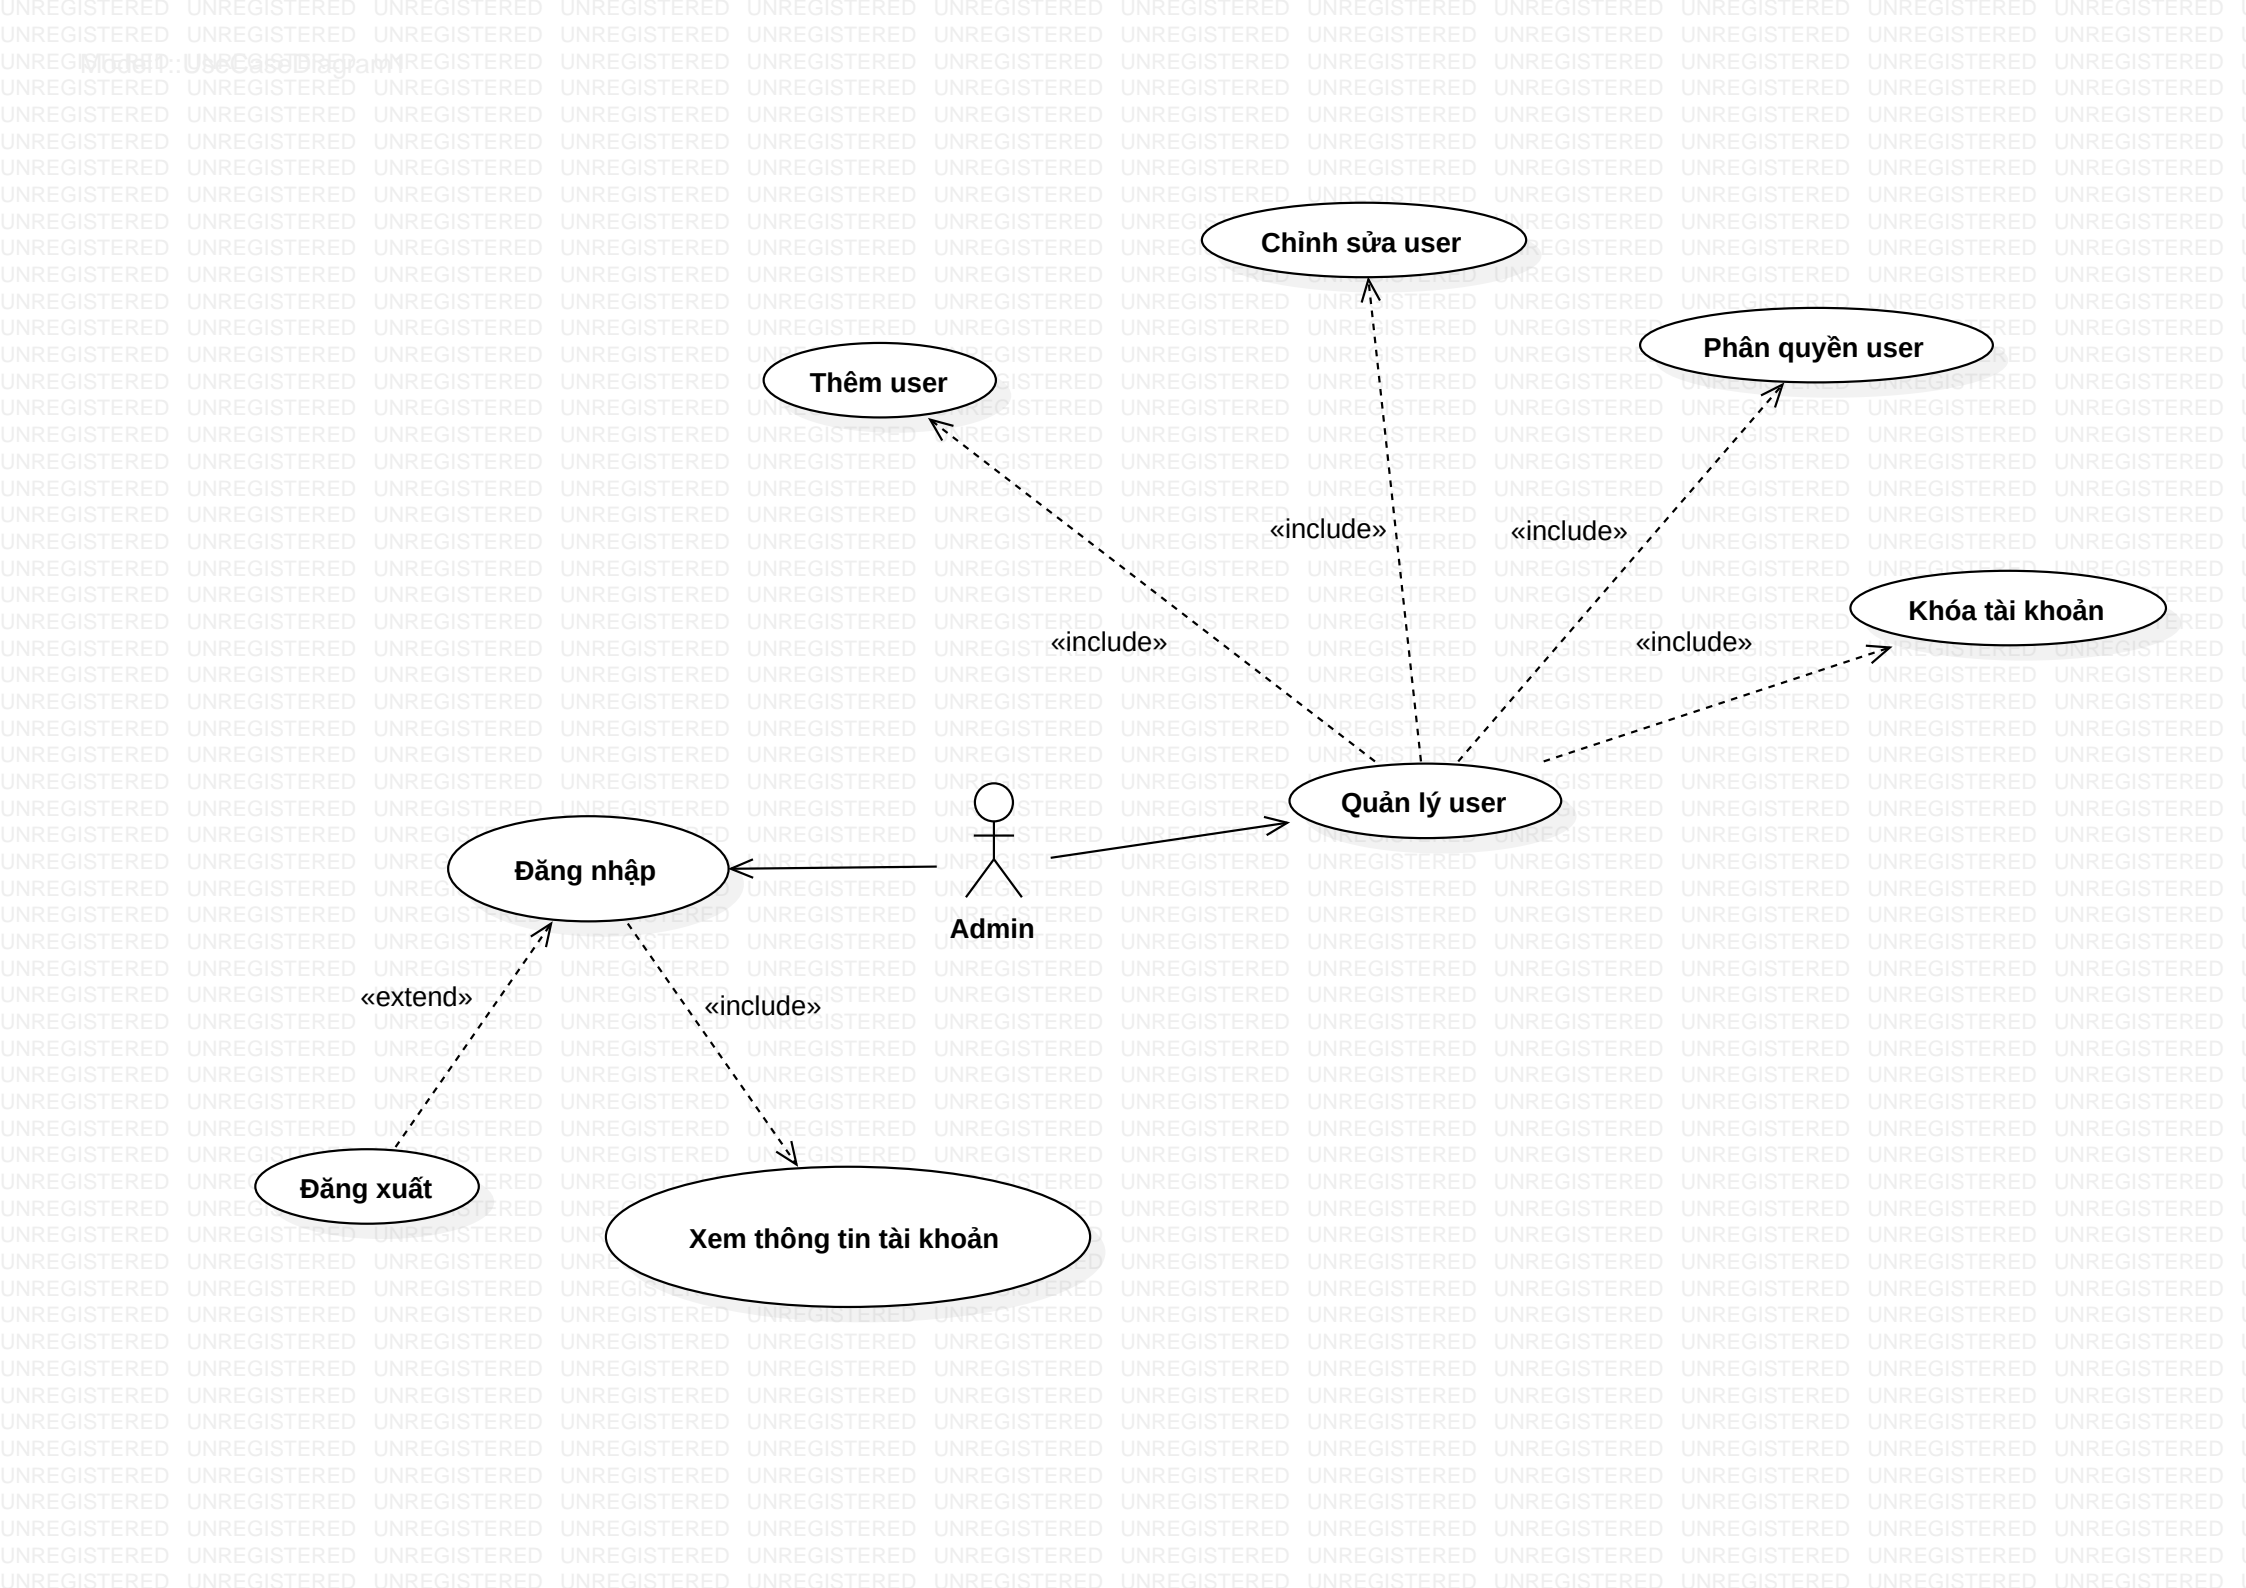 Model1::UseCaseDiagram1
Chỉnh sửa user
Phân quyền user
Thêm user
«include»
«include»
Khóa tài khoản
«include»
«include»
Quản lý user
Đăng nhập
Admin
«extend»
«include»
Đăng xuất
Xem thông tin tài khoản
UNREGISTERED